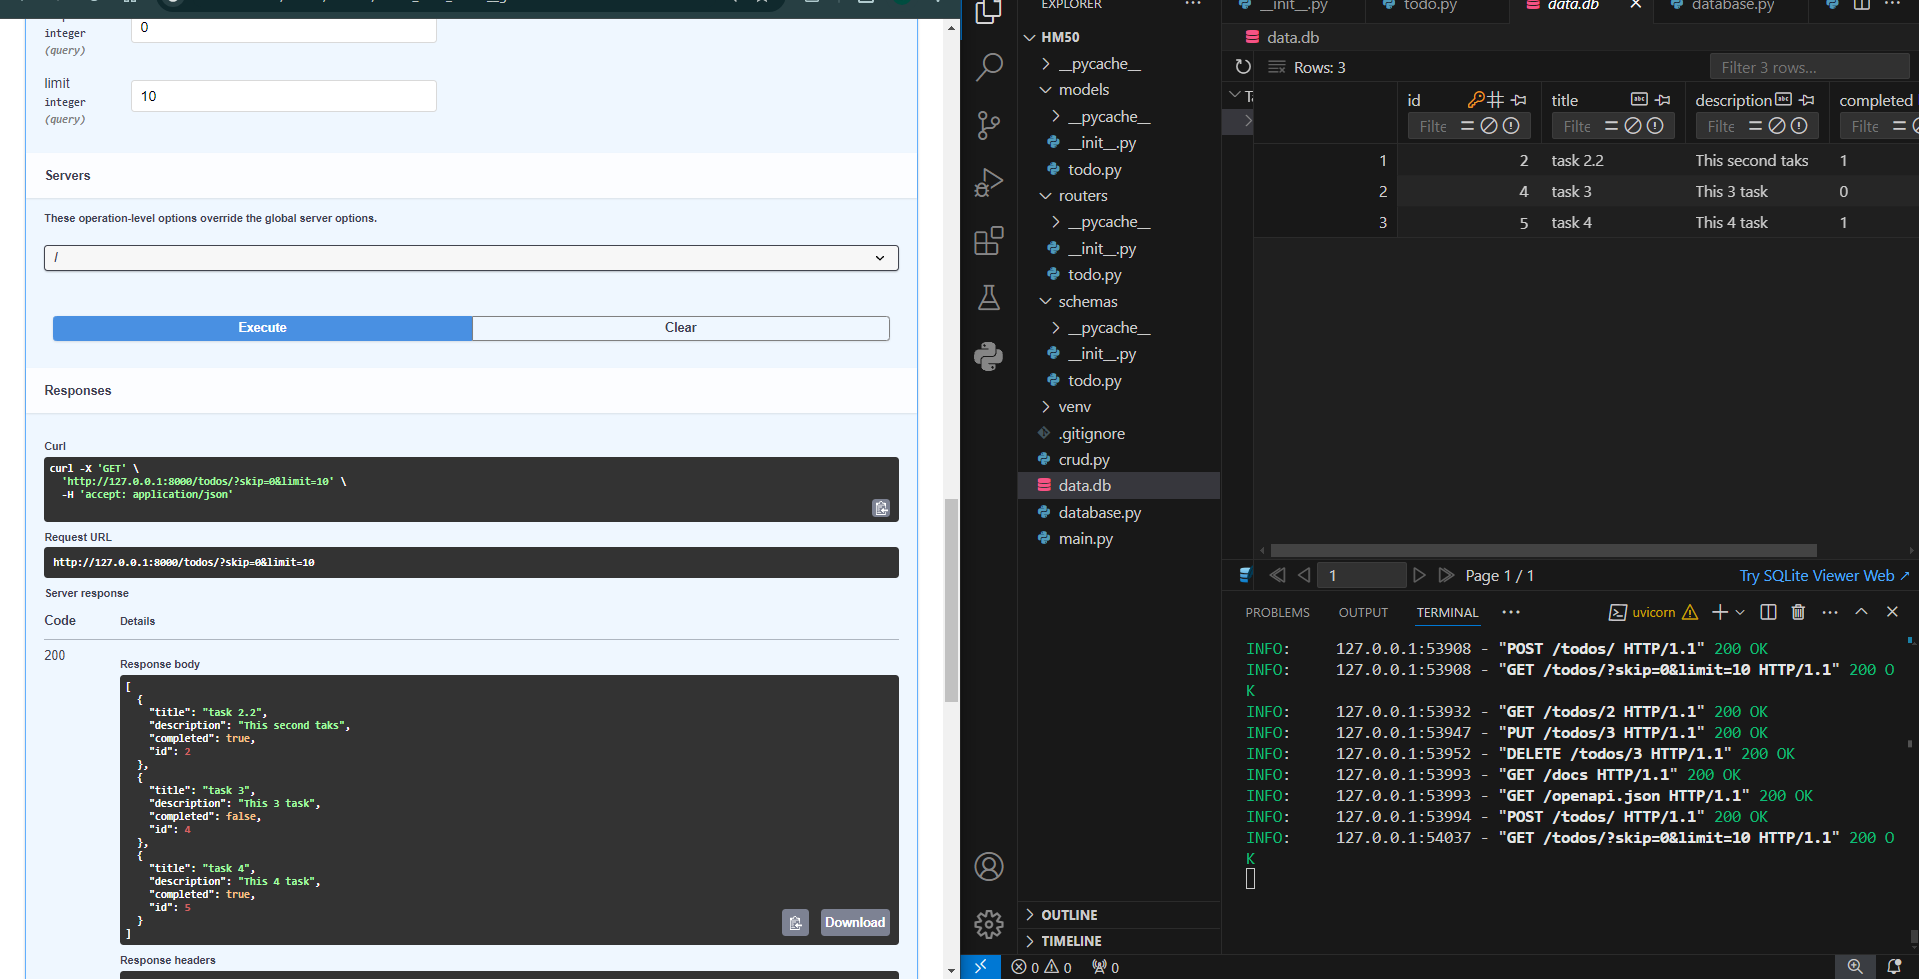 integer
(query)
0
limit
integer
(query)
10
Servers
These operation-level options override the global server options.
/
Execute
Clear
Responses
Curl
curl -X 'GET' \
'http://127.0.0.1:8000/todos/?skip=0&limit=10' \
-H 'accept: application/json'
Request URL
http://127.0.0.1:8000/todos/?skip=0&limit=10
Server response
Code
Details
200
Response body
[
{
"title": "task 2.2",
"description": "This second taks",
"completed": true,
"id": 2
},
{
"title": "task 3",
"description": "This 3 task",
"completed": false,
"id": 4
},
{
"title": "task 4",
"description": "This 4 task",
"completed": true,
"id": 5
}
]
Download
Response headers
EXPLORER
HM50
__pycache__
models
__pycache__
__init__.py
todo.py
routers
__pycache__
__init__.py
todo.py
schemas
__pycache__
__init__.py
todo.py
venv
.gitignore
crud.py
data.db
database.py
main.py
OUTLINE
TIMELINE
__init__.py
todo.py
data.db
database.py
data.db
Rows: 3
Filter 3 rows...
id
title
description
completed
Filte
Filte
Filte
Filte
1 2 task 2.2 This second taks 1
2 4 task 3 This 3 task 0
3 5 task 4 This 4 task 1
1
Page 1 / 1
Try SQLite Viewer Web
PROBLEMS
OUTPUT
TERMINAL
uvicorn
INFO: 127.0.0.1:53908 - "POST /todos/ HTTP/1.1" 200 OK
INFO: 127.0.0.1:53908 - "GET /todos/?skip=0&limit=10 HTTP/1.1" 200 O
K
INFO: 127.0.0.1:53932 - "GET /todos/2 HTTP/1.1" 200 OK
INFO: 127.0.0.1:53947 - "PUT /todos/3 HTTP/1.1" 200 OK
INFO: 127.0.0.1:53952 - "DELETE /todos/3 HTTP/1.1" 200 OK
INFO: 127.0.0.1:53993 - "GET /docs HTTP/1.1" 200 OK
INFO: 127.0.0.1:53993 - "GET /openapi.json HTTP/1.1" 200 OK
INFO: 127.0.0.1:53994 - "POST /todos/ HTTP/1.1" 200 OK
INFO: 127.0.0.1:54037 - "GET /todos/?skip=0&limit=10 HTTP/1.1" 200 O
K
0 0 0